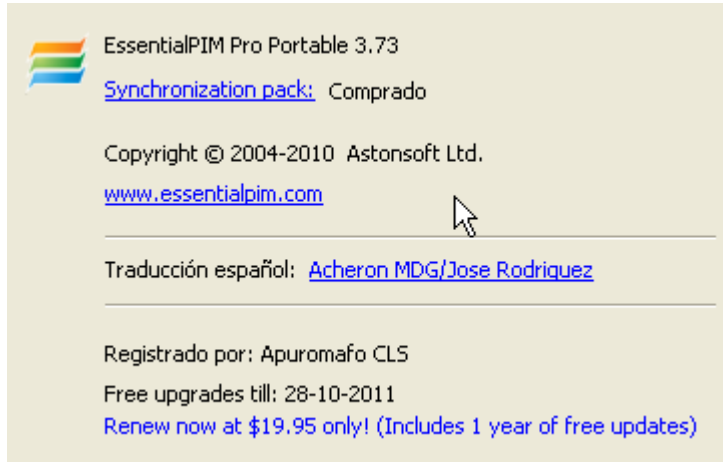 EssentialPIM Pro Portable 3.73
Synchronization pack: Comprado
Copyright © 2004-2010 Astonsoft Ltd.
www.essentialpim.com
Traducción español: Acheron MDG/Jose Rodriguez
Registrado por: Apuromafo CLS
Free upgrades till: 28-10-2011
Renew now at $19.95 only! (Includes 1 year of free updates)